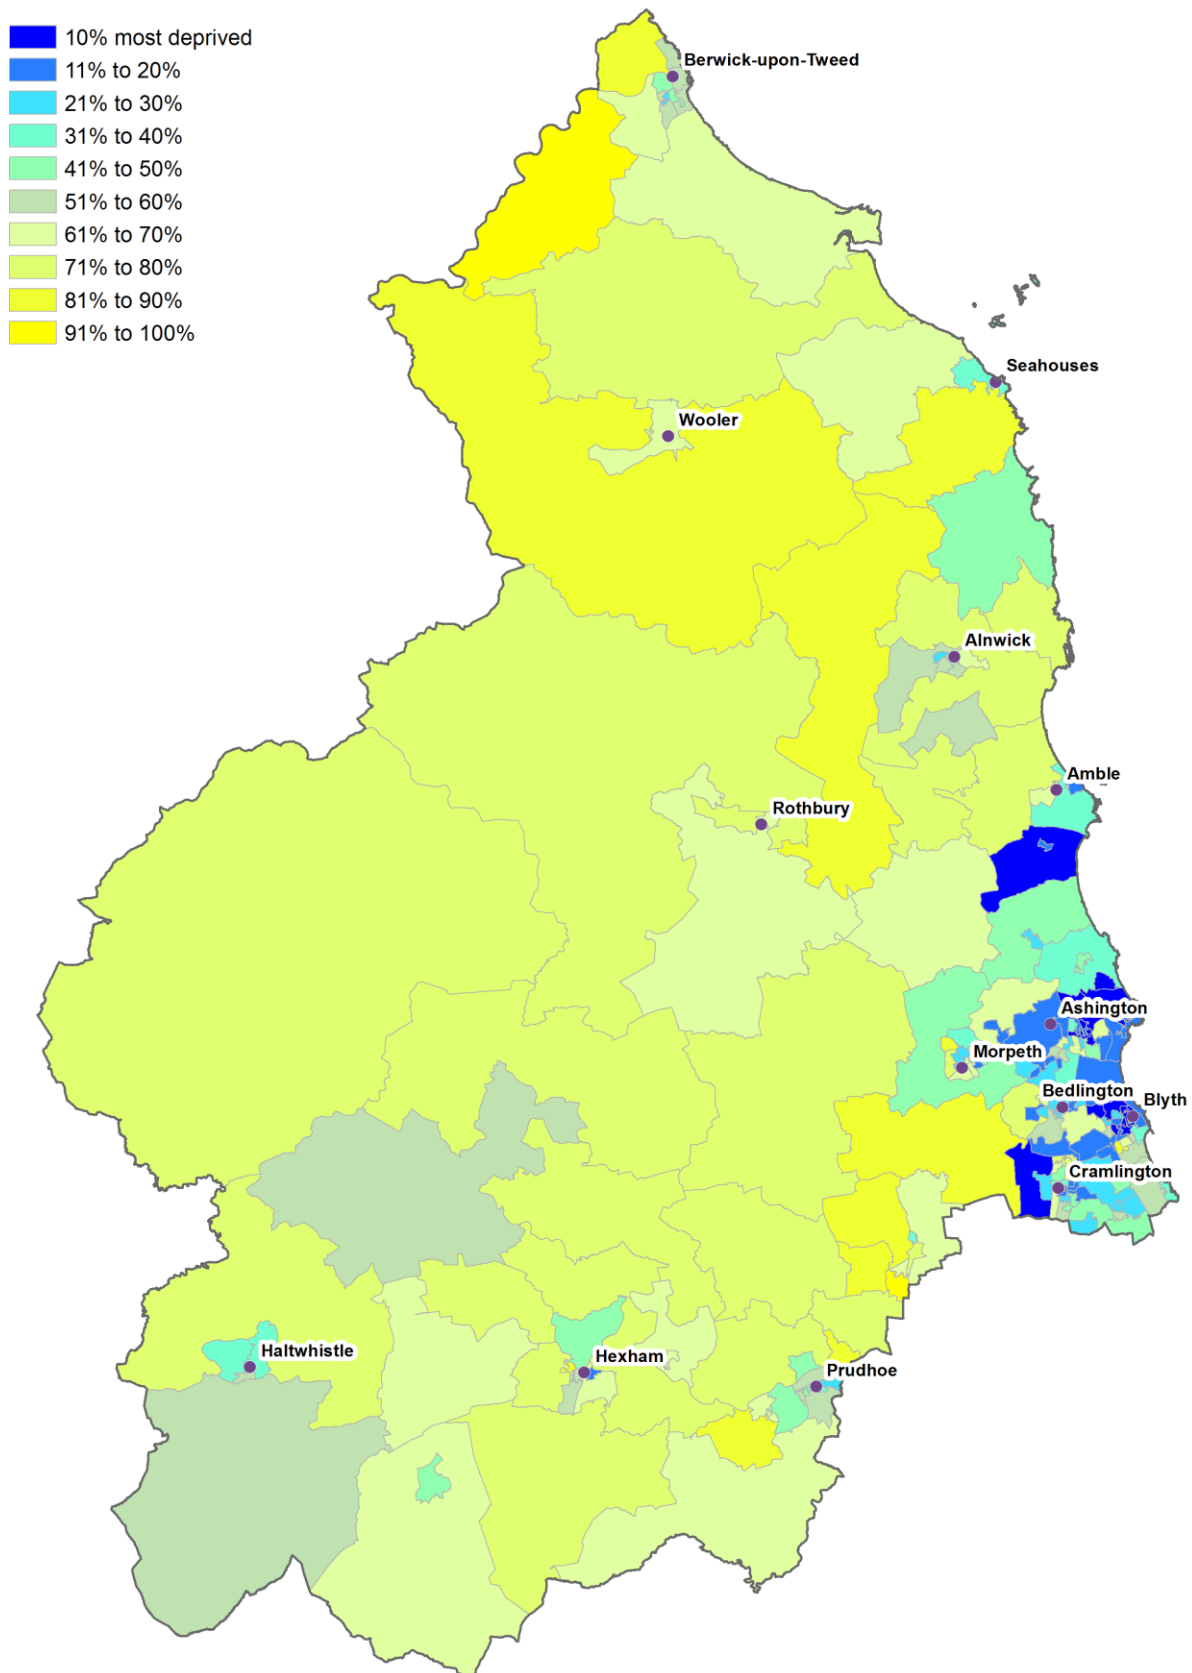 10% most deprived
11% to 20%
21% to 30%
31% to 40%
41% to 50%
51% to 60%
61% to 70%
71% to 80%
81% to 90%
91% to 100%
Berwick-upon-Tweed
Seahouses
Wooler
Alnwick
Amble
Rothbury
Ashington
Morpeth
Bedlington
Blyth
Cramlington
Haltwhistle
Hexham
Prudhoe